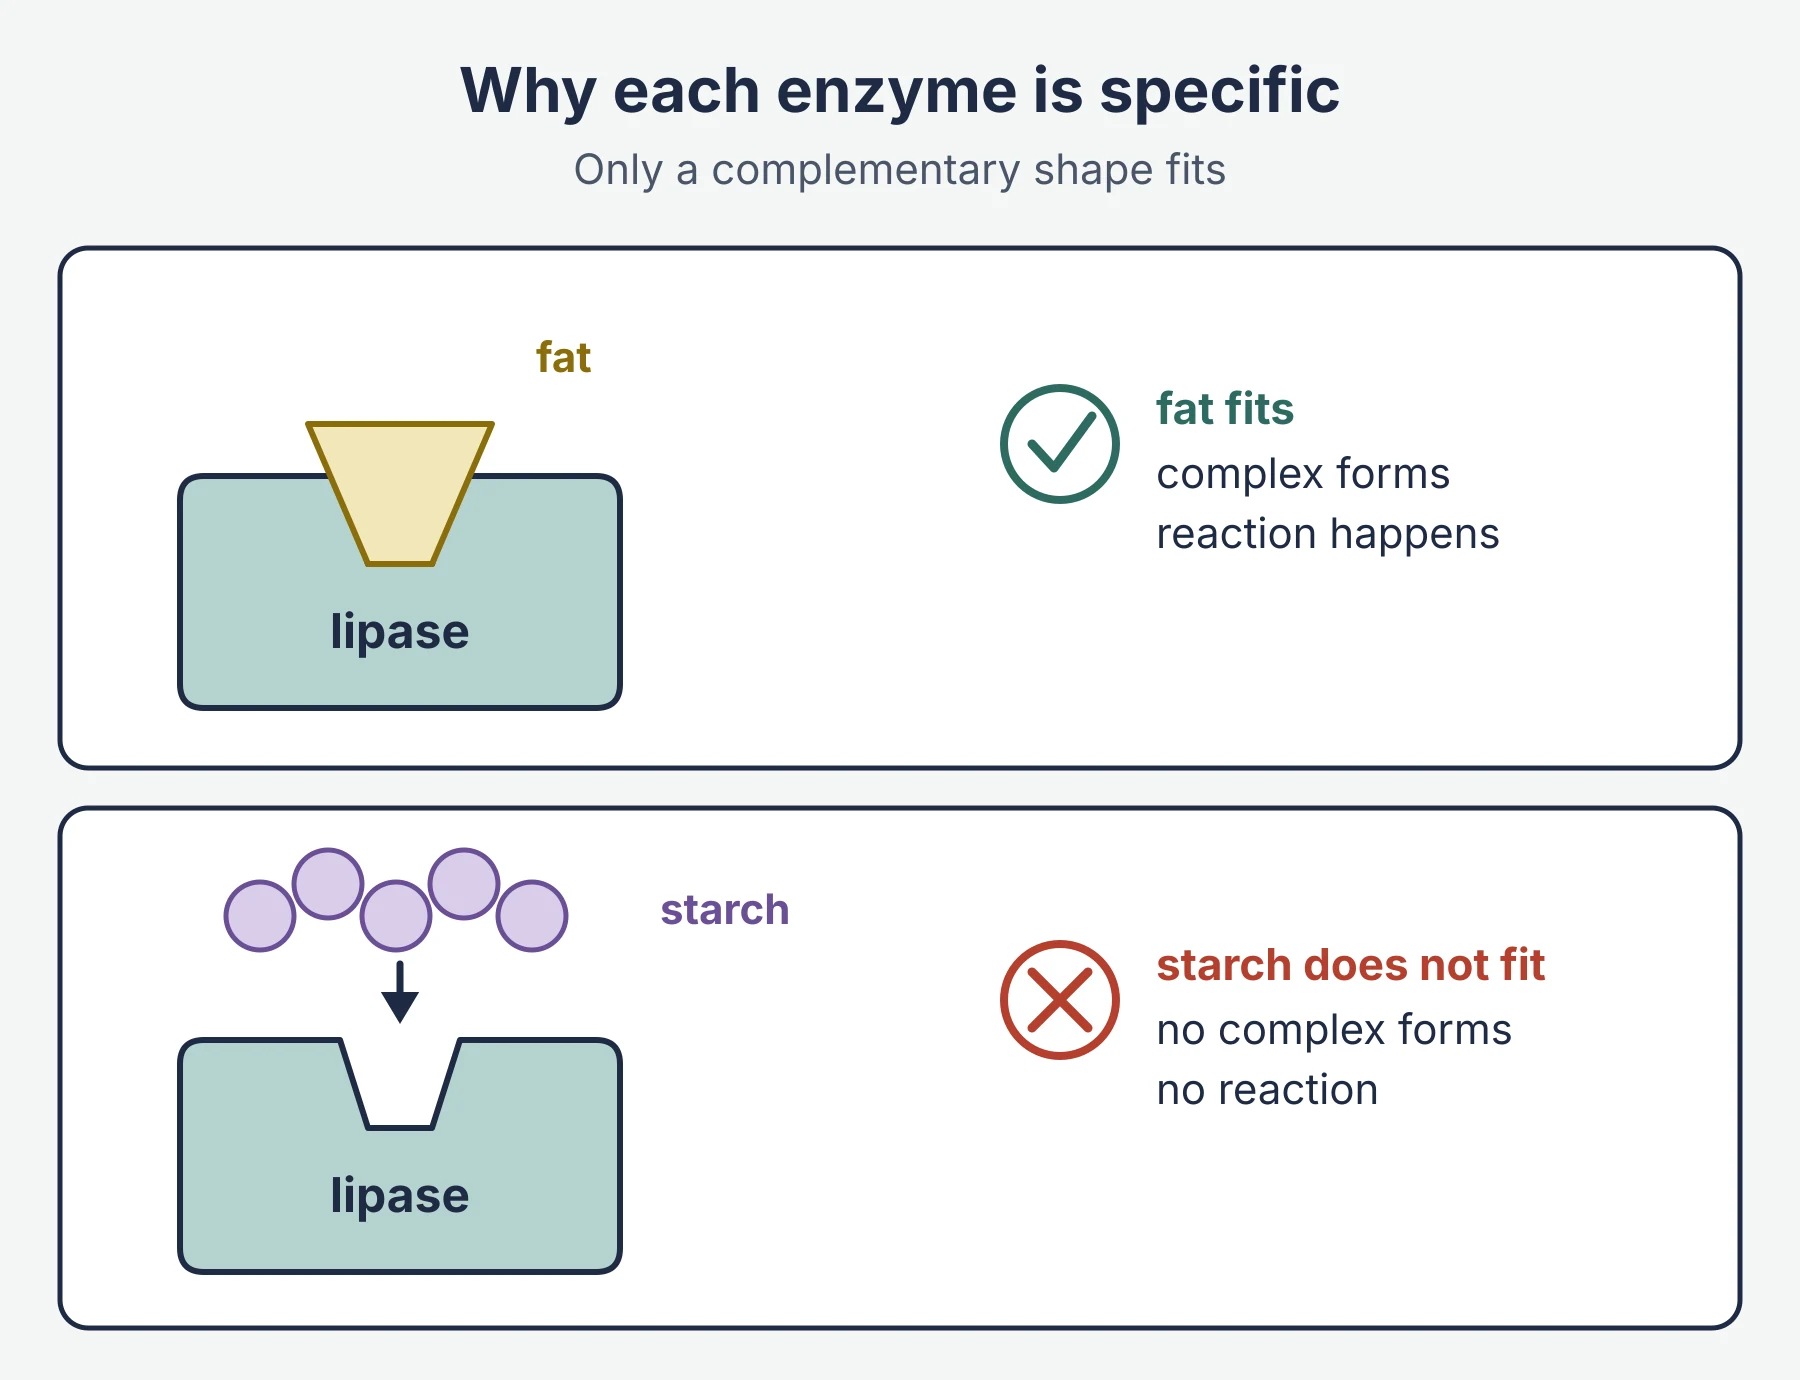 Why each enzyme is specific
Only a complementary shape fits
fat
fat fits
complex forms
reaction happens
lipase
starch
starch does not fit
no complex forms
no reaction
lipase